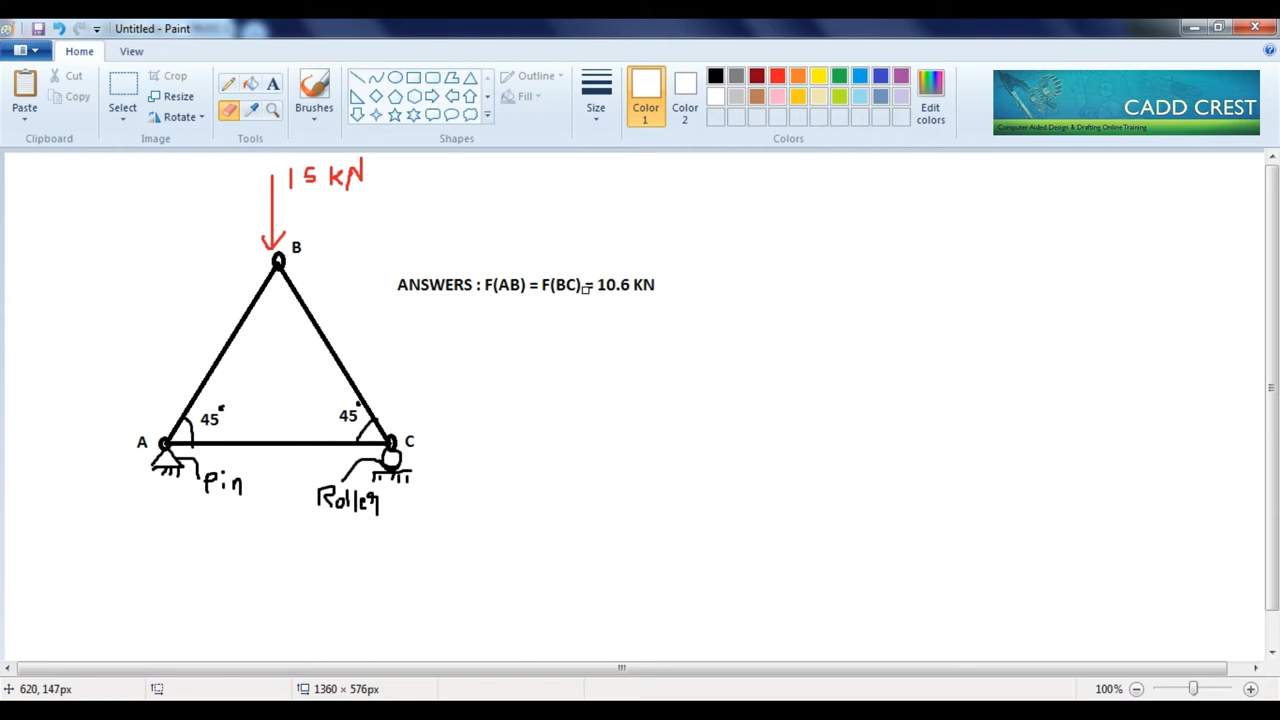 Untitled - Paint
Home View
Paste
Cut
Copy
Clipboard
Select
Crop
Resize
Rotate
Image
Tools
Brushes
Outline
Fill
Shapes
Size
Color 1
Color 2
Edit colors
Colors
CADD CREST
Computer Aided Design & Drafting Online Training
15 KN
B
ANSWERS : F(AB) = F(BC) = 10.6 KN
45°
45°
A
C
Pin
Roller
620, 147px
1360 × 576px
100%